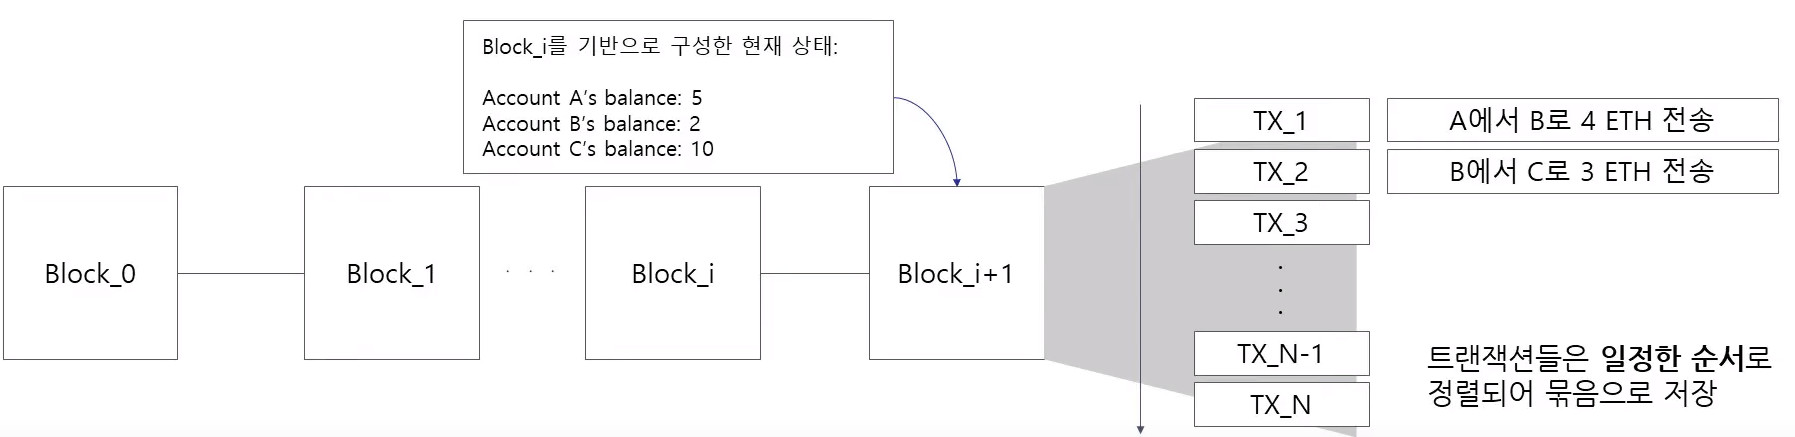 Block_i를 기반으로 구성한 현재 상태:
Account A's balance: 5
Account B's balance: 2
Account C's balance: 10
Block_0
Block_1
. . .
Block_i
Block_i+1
TX_1
A에서 B로 4 ETH 전송
TX_2
B에서 C로 3 ETH 전송
TX_3
.
.
.
TX_N-1
TX_N
트랜잭션들은 일정한 순서로
정렬되어 묶음으로 저장